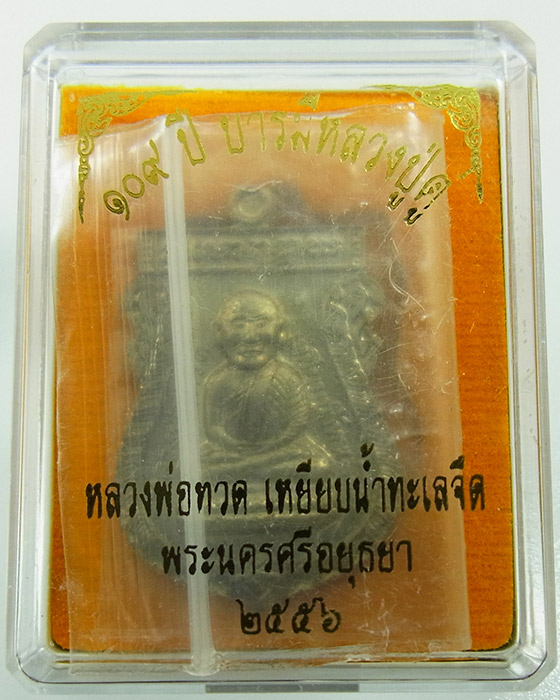 ๑๐๙ ปี บารมีหลวงปู่ดู่
หลวงพ่อทวด เหยียบน้ำทะเลจืด
พระนครศรีอยุธยา
๒๕๕๖